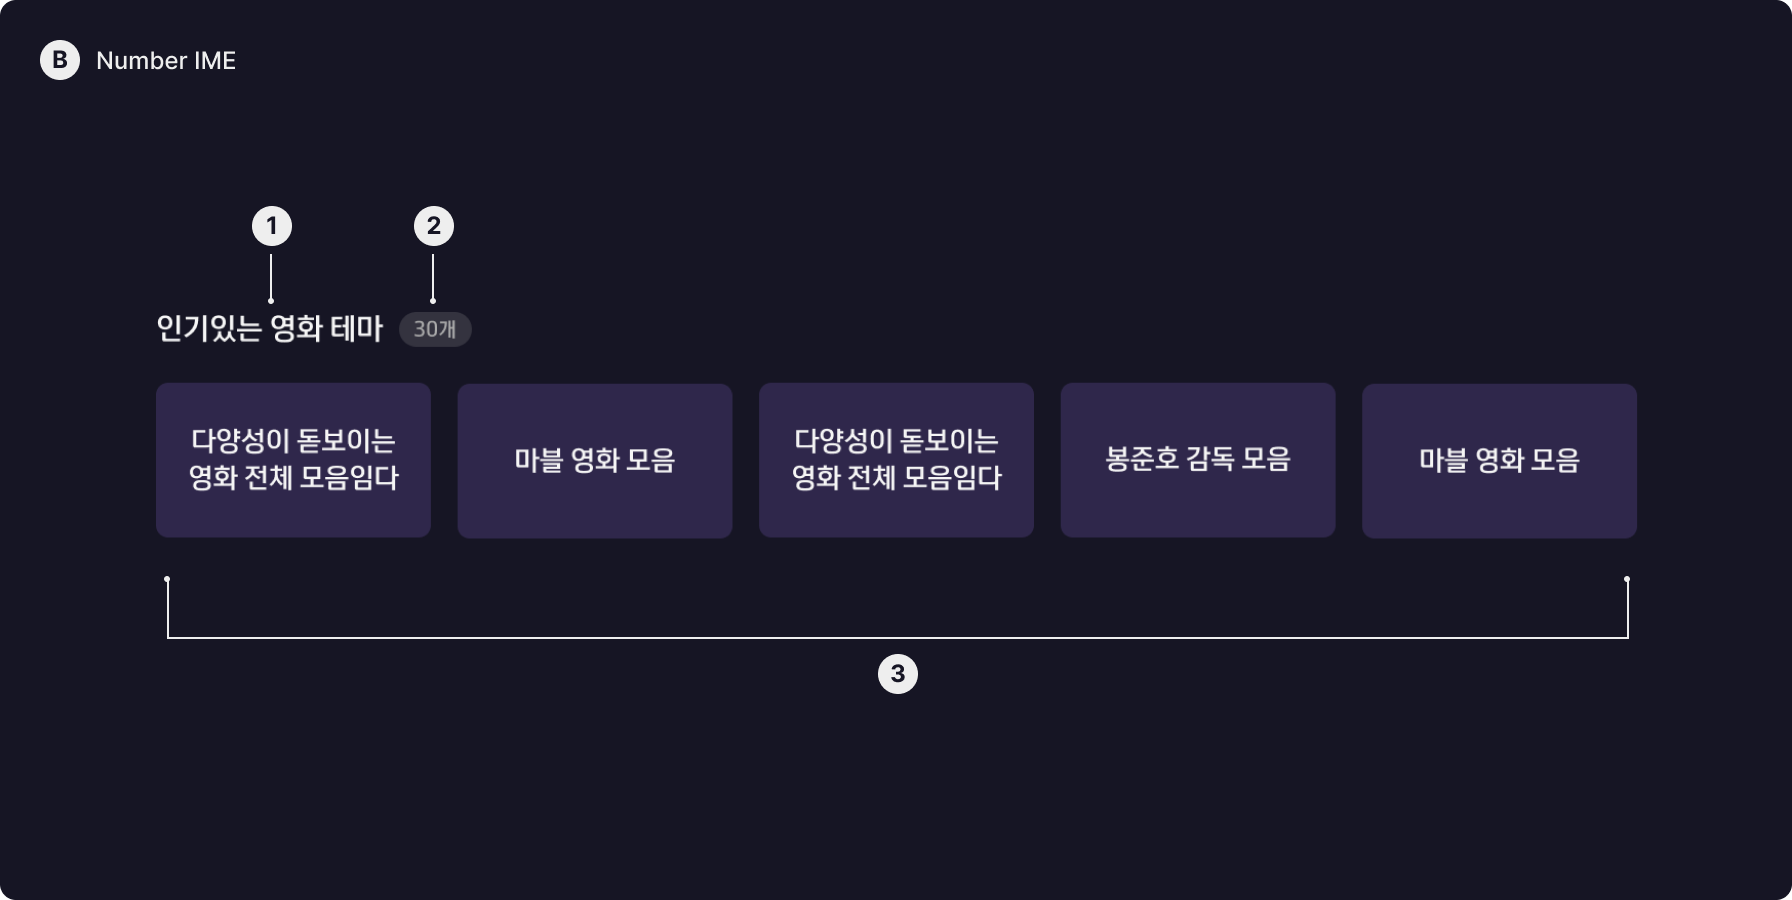 B Number IME
1 2
인기있는 영화 테마 30개
다양성이 돋보이는
영화 전체 모음임다
마블 영화 모음
다양성이 돋보이는
영화 전체 모음임다
봉준호 감독 모음
마블 영화 모음
3